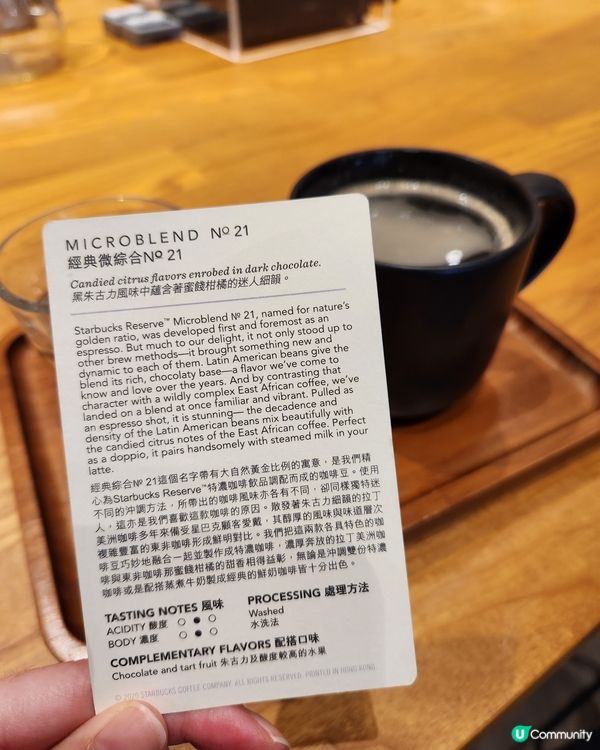 MICROBLEND Nº 21
經典微綜合Nº 21
Candied citrus flavors enrobed in dark chocolate.
黑朱古力風味中蘊含著蜜餞柑橘的迷人細韻。
Starbucks Reserve™ Microblend Nº 21, named for nature's
golden ratio, was developed first and foremost as an
espresso. But much to our delight, it not only stood up to
other brew methods—it brought something new and
dynamic to each of them. Latin American beans give the
blend its rich, chocolaty base—a flavor we've come to
know and love over the years. And by contrasting that
character with a wildly complex East African coffee, we've
landed on a blend at once familiar and vibrant. Pulled as
an espresso shot, it is stunning— the decadence and
density of the Latin American beans mix beautifully with
the candied citrus notes of the East African coffee. Perfect
as a doppio, it pairs handsomely with steamed milk in your
latte.
經典綜合Nº 21這個名字帶有大自然黃金比例的寓意，是我們精
心為Starbucks Reserve™特濃咖啡飲品調配而成的咖啡豆。使用
不同的沖調方法，所帶出的咖啡風味亦各有不同，卻同樣獨特迷
人，這亦是我們喜歡這款咖啡的原因。散發著朱古力細韻的拉丁
美洲咖啡多年來備受星巴克顧客愛戴，其醇厚的風味與味道層次
複雜豐富的東非咖啡形成鮮明對比。我們把這兩款各具特色的咖
啡豆巧妙地融合一起並製作成特濃咖啡，濃厚奔放的拉丁美洲咖
啡與東非咖啡那蜜餞柑橘的甜香相得益彰，無論是沖調雙份特濃
咖啡或是配搭蒸煮牛奶製成經典的鮮奶咖啡皆十分出色。
TASTING NOTES 風味
ACIDITY 酸度
BODY 濃度
PROCESSING 處理方法
Washed
水洗法
COMPLEMENTARY FLAVORS 配搭口味
Chocolate and tart fruit 朱古力及酸度較高的水果
© 2020 STARBUCKS COFFEE COMPANY. ALL RIGHTS RESERVED. PRINTED IN HONG KONG.
U Community